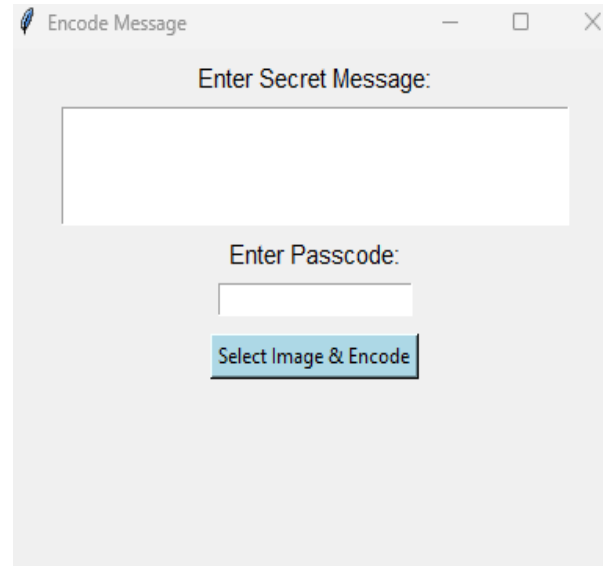 Encode Message
Enter Secret Message:
Enter Passcode:
Select Image & Encode